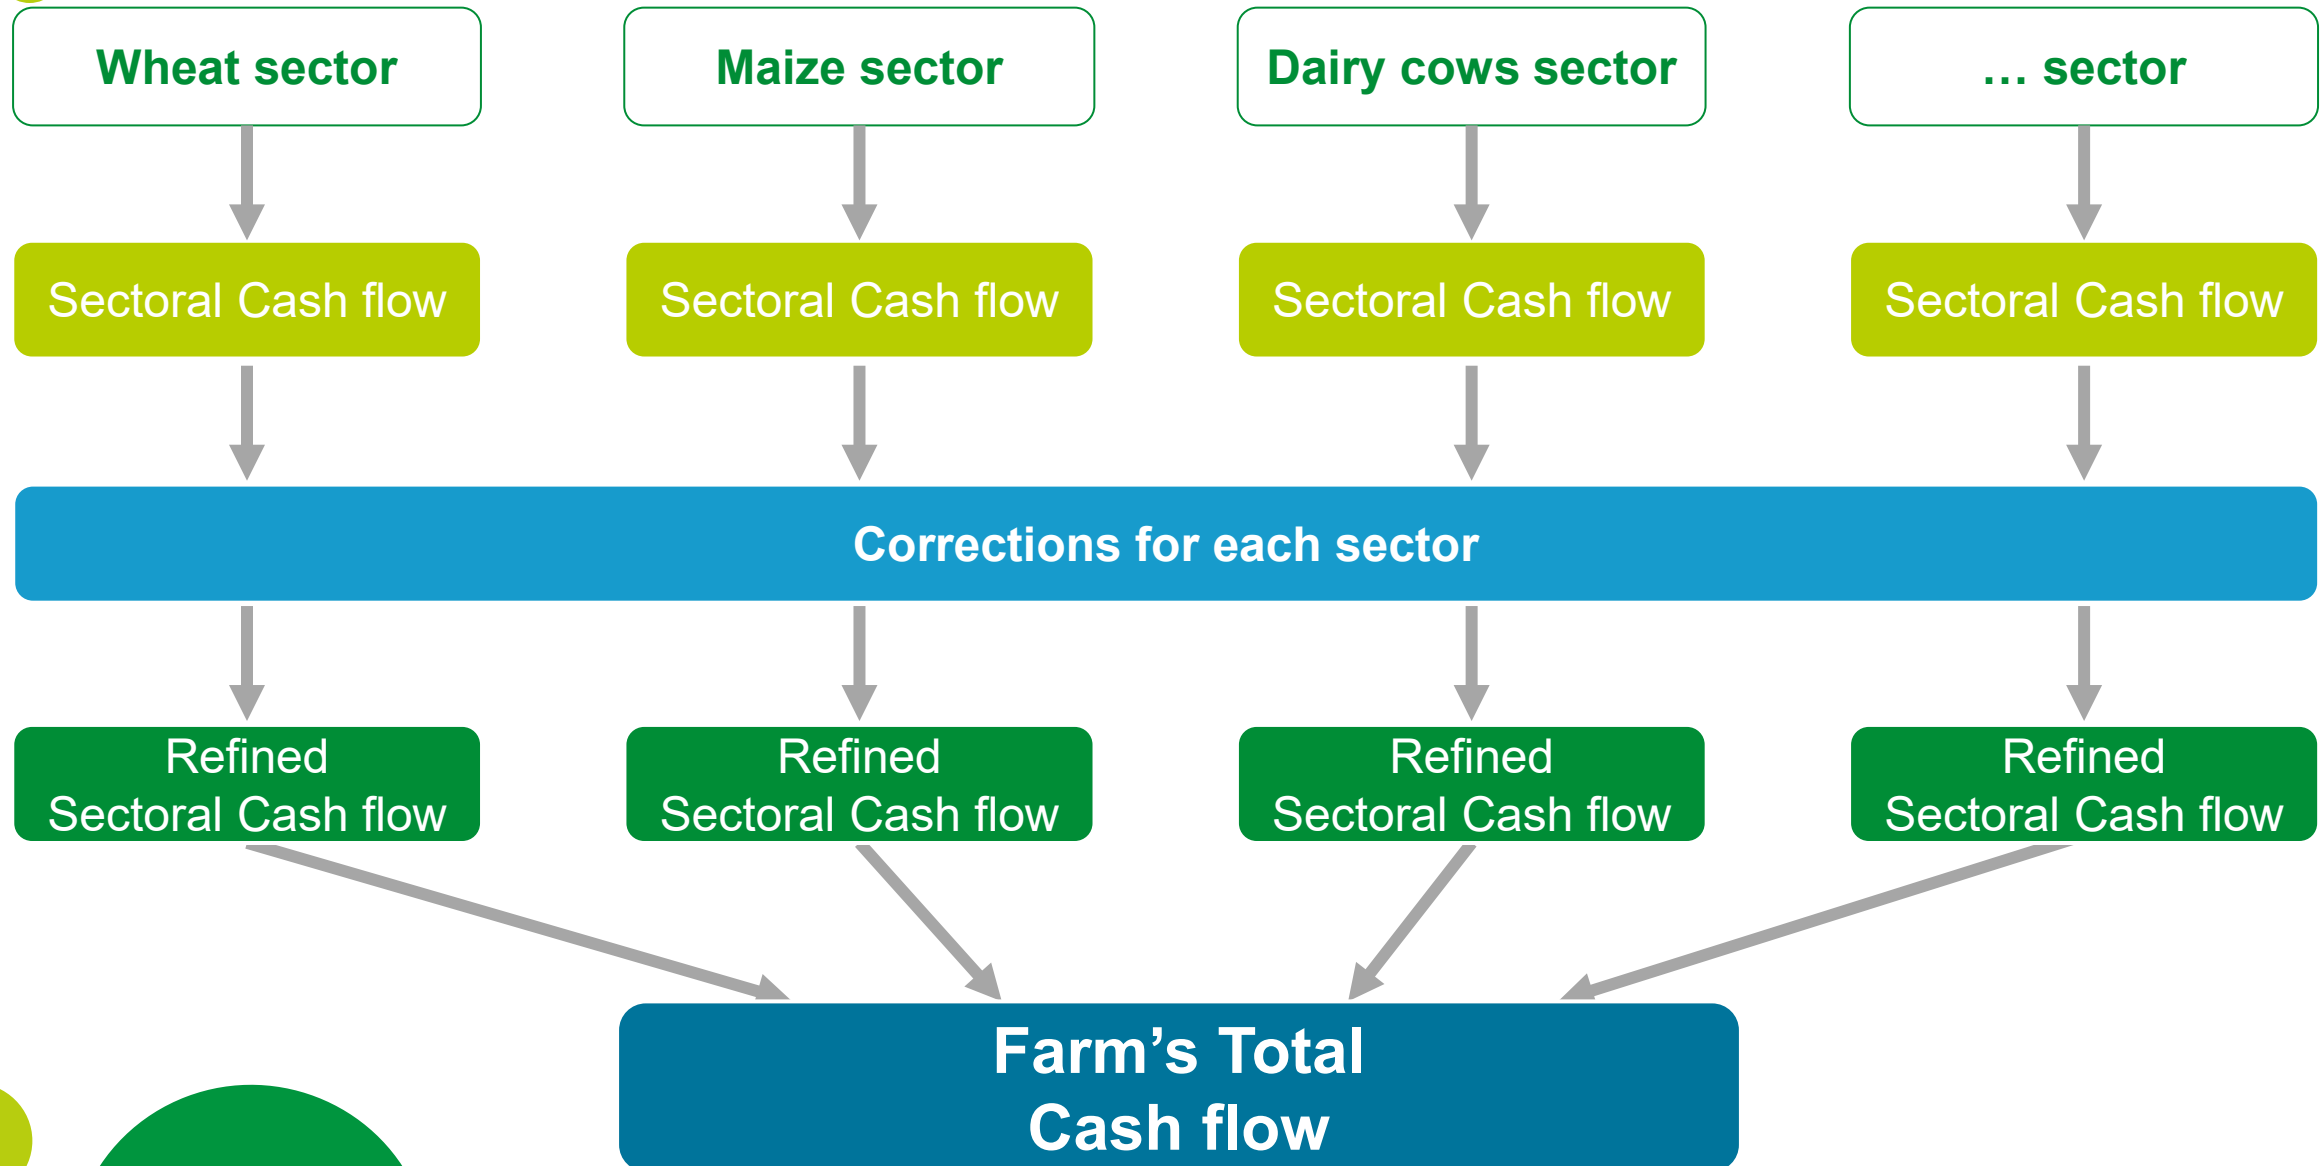 Wheat sector
Maize sector
Dairy cows sector
… sector
Sectoral Cash flow
Sectoral Cash flow
Sectoral Cash flow
Sectoral Cash flow
Corrections for each sector
Refined
Sectoral Cash flow
Refined
Sectoral Cash flow
Refined
Sectoral Cash flow
Refined
Sectoral Cash flow
Farm’s Total
Cash flow